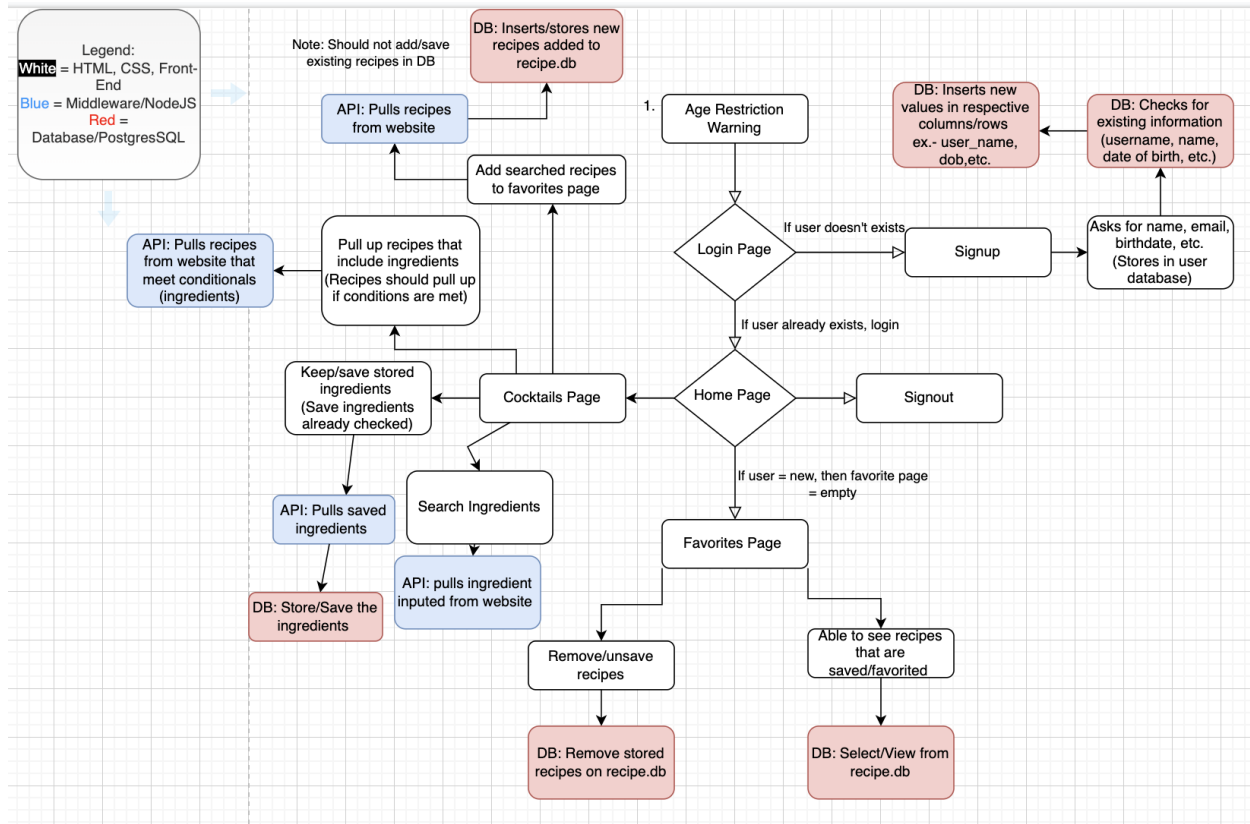 Legend:
White = HTML, CSS, Front-
End
Blue = Middleware/NodeJS
Red =
Database/PostgresSQL
Note: Should not add/save
existing recipes in DB
DB: Inserts/stores new
recipes added to
recipe.db
API: Pulls recipes
from website
Add searched recipes
to favorites page
API: Pulls recipes
from website that
meet conditionals
(ingredients)
Pull up recipes that
include ingredients
(Recipes should pull up
if conditions are met)
Keep/save stored
ingredients
(Save ingredients
already checked)
Cocktails Page
API: Pulls saved
ingredients
Search Ingredients
DB: Store/Save the
ingredients
API: pulls ingredient
inputed from website
1.
Age Restriction
Warning
DB: Inserts new
values in respective
columns/rows
ex.- user_name,
dob,etc.
DB: Checks for
existing information
(username, name,
date of birth, etc.)
Login Page
If user doesn't exists
Signup
Asks for name, email,
birthdate, etc.
(Stores in user
database)
If user already exists, login
Home Page
Signout
If user = new, then favorite page
= empty
Favorites Page
Remove/unsave
recipes
Able to see recipes
that are
saved/favorited
DB: Remove stored
recipes on recipe.db
DB: Select/View from
recipe.db